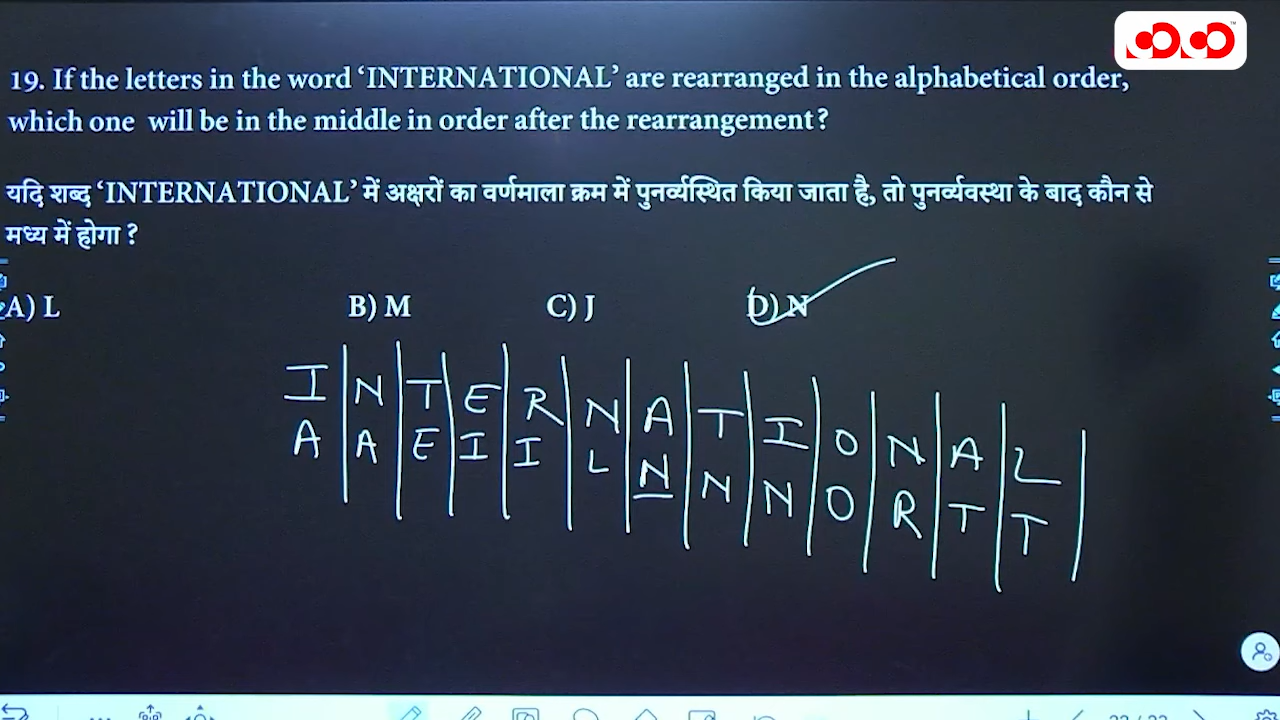 19. If the letters in the word ‘INTERNATIONAL’ are rearranged in the alphabetical order,
which one will be in the middle in order after the rearrangement?
यदि शब्द ‘INTERNATIONAL’ में अक्षरों का वर्णमाला क्रम में पुनर्व्यस्थित किया जाता है, तो पुनर्व्यवस्था के बाद कौन से
मध्य में होगा ?
A) L B) M C) J D) N
I N T E R N A T I O N A L
A A E I I L N N N O R T T